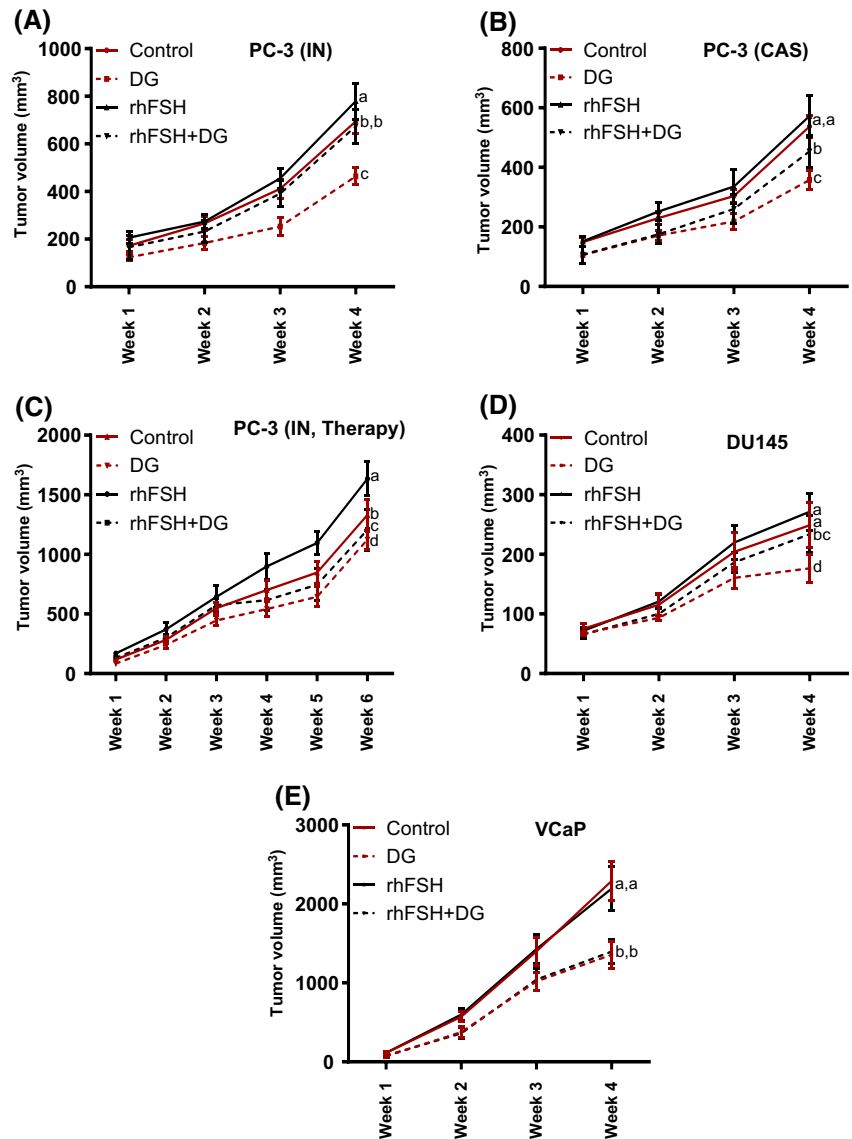 (A)
PC-3 (IN)
Control
DG
rhFSH
rhFSH+DG
Tumor volume (mm³)
1000
800
600
400
200
0
a
b,b
c
Week 1
Week 2
Week 3
Week 4
(B)
PC-3 (CAS)
Control
DG
rhFSH
rhFSH+DG
Tumor volume (mm³)
800
600
400
200
0
a,a
b
c
Week 1
Week 2
Week 3
Week 4
(C)
PC-3 (IN, Therapy)
Control
DG
rhFSH
rhFSH+DG
Tumor volume (mm³)
2000
1500
1000
500
0
a
b
c
d
Week 1
Week 2
Week 3
Week 4
Week 5
Week 6
(D)
DU145
Control
DG
rhFSH
rhFSH+DG
Tumor volume (mm³)
400
300
200
100
0
a
a
bc
d
Week 1
Week 2
Week 3
Week 4
(E)
VCaP
Control
DG
rhFSH
rhFSH+DG
Tumor volume (mm³)
3000
2000
1000
0
a,a
b,b
Week 1
Week 2
Week 3
Week 4